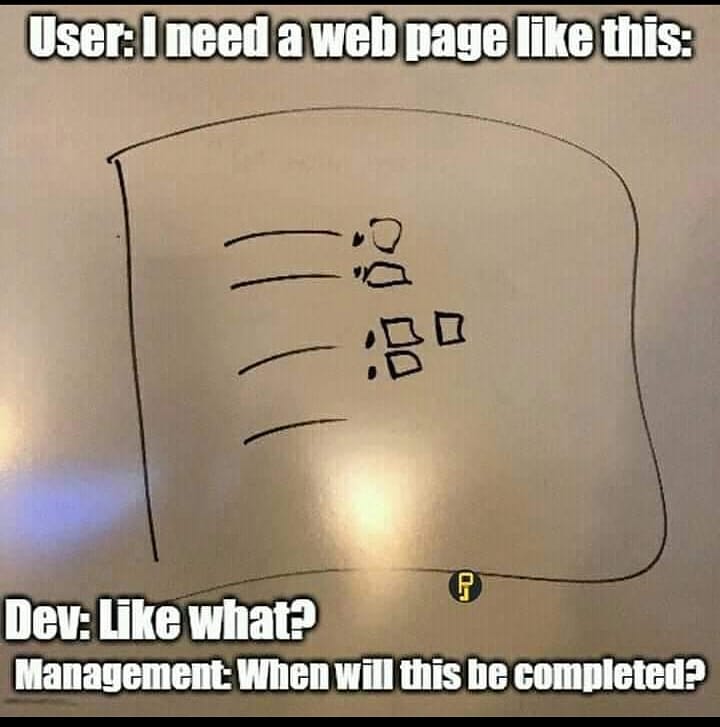 User: I need a web page like this:
Dev: Like what?
Management: When will this be completed?